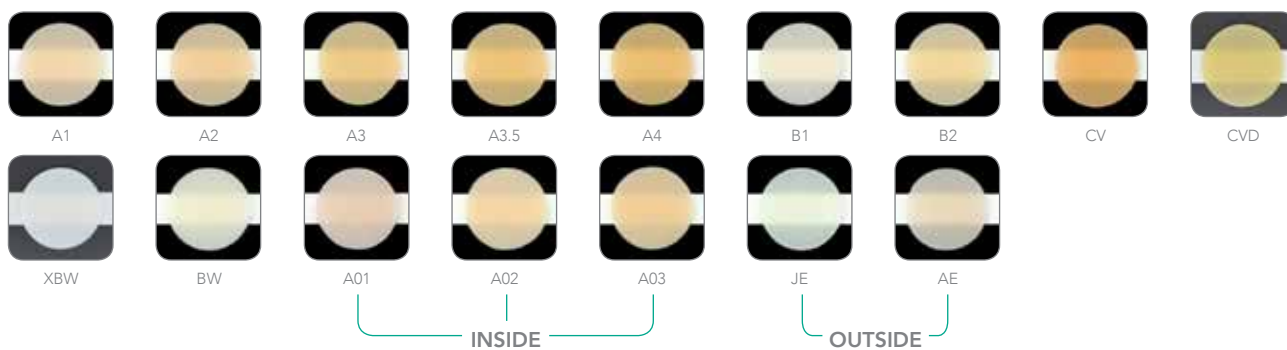 A1 A2 A3 A3.5 A4 B1 B2 CV CVD
XBW BW A01 A02 A03 JE AE
INSIDE OUTSIDE